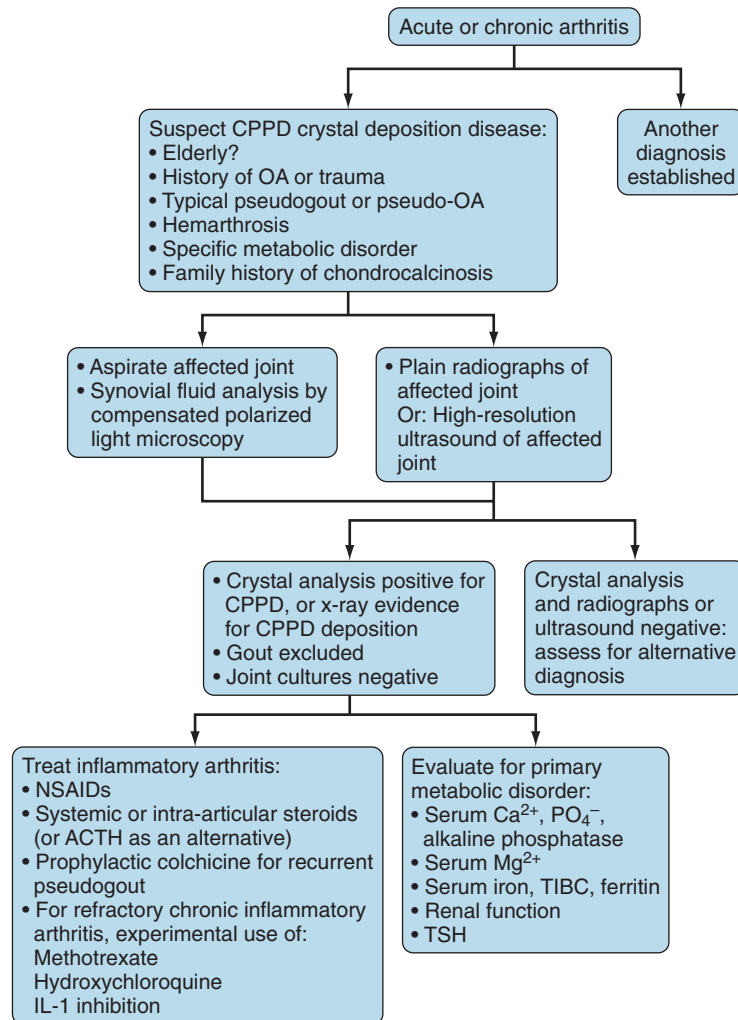 Acute or chronic arthritis
Suspect CPPD crystal deposition disease:
• Elderly?
• History of OA or trauma
• Typical pseudogout or pseudo-OA
• Hemarthrosis
• Specific metabolic disorder
• Family history of chondrocalcinosis
Another
diagnosis
established
• Aspirate affected joint
• Synovial fluid analysis by
compensated polarized
light microscopy
• Plain radiographs of
affected joint
Or: High-resolution
ultrasound of affected
joint
• Crystal analysis positive for
CPPD, or x-ray evidence
for CPPD deposition
• Gout excluded
• Joint cultures negative
Crystal analysis
and radiographs or
ultrasound negative:
assess for alternative
diagnosis
Treat inflammatory arthritis:
• NSAIDs
• Systemic or intra-articular steroids
(or ACTH as an alternative)
• Prophylactic colchicine for recurrent
pseudogout
• For refractory chronic inflammatory
arthritis, experimental use of:
Methotrexate
Hydroxychloroquine
IL-1 inhibition
Evaluate for primary
metabolic disorder:
• Serum Ca²⁺, PO₄⁻,
alkaline phosphatase
• Serum Mg²⁺
• Serum iron, TIBC, ferritin
• Renal function
• TSH